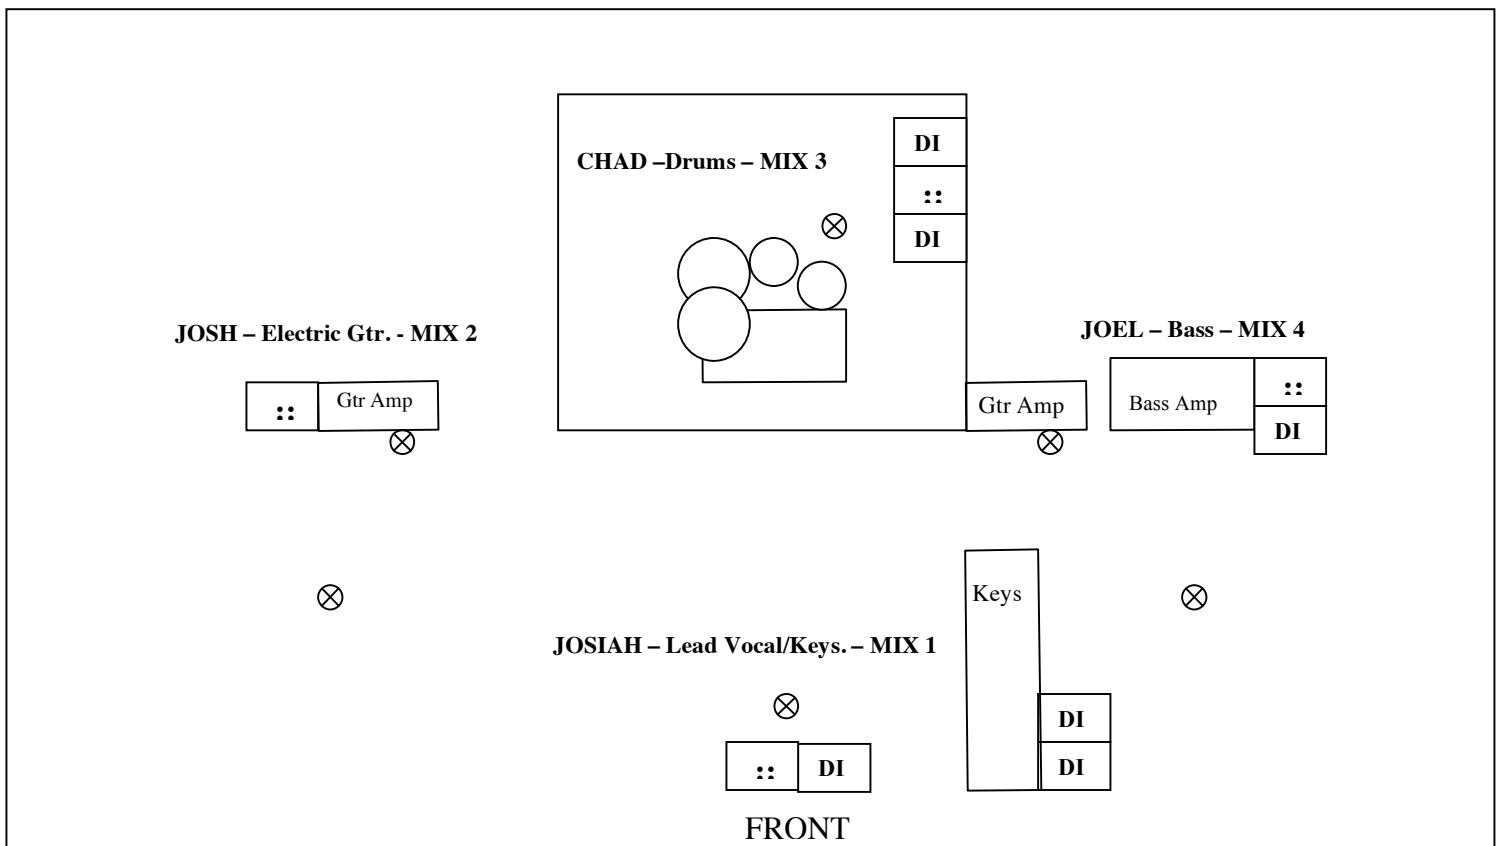 DI
CHAD –Drums – MIX 3
::
DI
JOSH – Electric Gtr. - MIX 2
JOEL – Bass – MIX 4
::
Gtr Amp
Gtr Amp
Bass Amp
::
DI
Keys
JOSIAH – Lead Vocal/Keys. – MIX 1
DI
::
DI
DI
FRONT